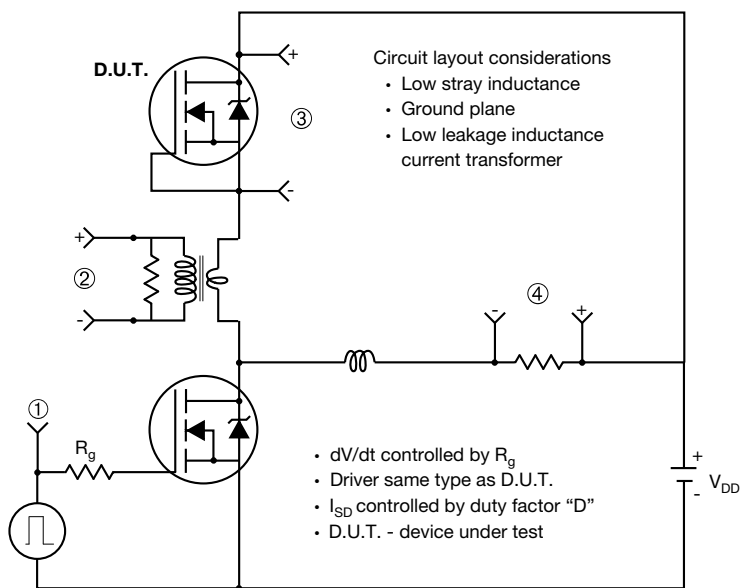 D.U.T.
+
③
-
Circuit layout considerations
• Low stray inductance
• Ground plane
• Low leakage inductance
current transformer
+
②
-
④
-
+
①
Rg
• dV/dt controlled by Rg
• Driver same type as D.U.T.
• ISD controlled by duty factor “D”
• D.U.T. - device under test
+
VDD
-